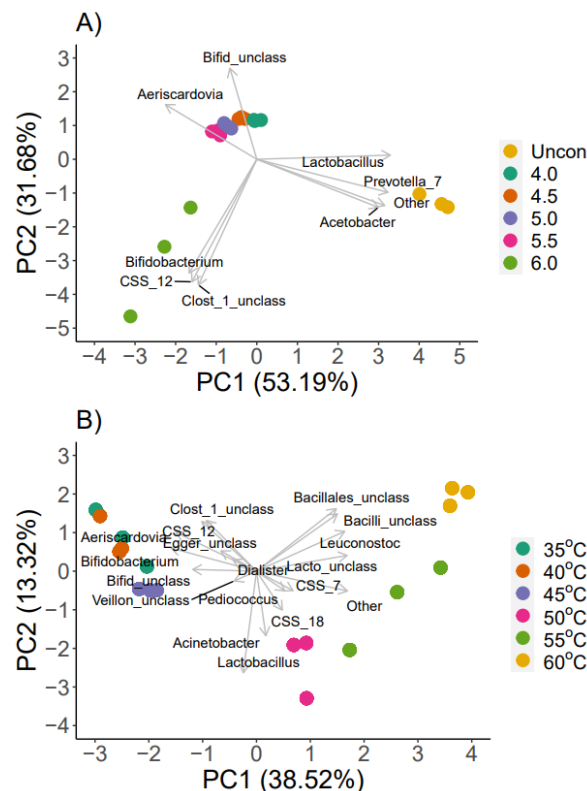 A)
PC2 (31.68%)
3
2
1
0
−1
−2
−3
−4
−5
Bifid_unclass
Aeriscardovia
Lactobacillus
Prevotella_7
Other
Acetobacter
Bifidobacterium
CSS_12
Clost_1_unclass
−4 −3 −2 −1 0 1 2 3 4 5
PC1 (53.19%)
Uncon
4.0
4.5
5.0
5.5
6.0
B)
PC2 (13.32%)
3
2
1
0
−1
−2
−3
−4
Clost_1_unclass
Bacillales_unclass
Bacilli_unclass
Aeriscardovia
CSS_12
Egger_unclass
Leuconostoc
Bifidobacterium
Dialister
Lacto_unclass
Bifid_unclass
CSS_7
Veillon_unclass
Pediococcus
Other
CSS_18
Acinetobacter
Lactobacillus
−3 −2 −1 0 1 2 3 4
PC1 (38.52%)
35°C
40°C
45°C
50°C
55°C
60°C